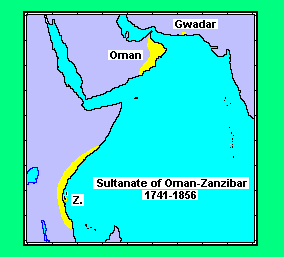 Gwadar
Oman
Sultanate of Oman-Zanzibar
1741-1856
Z.